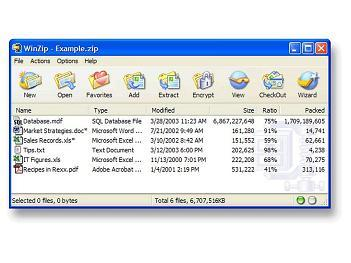 WinZip - Example.zip
File Actions Options Help
New Open Favorites Add Extract Encrypt View CheckOut Wizard
Name Type Modified Size Ratio Packed
Database.mdf SQL Database File 3/28/2003 11:23 AM 6,867,227,648 75% 1,709,189,605
Market Strategies.doc* Microsoft Word ... 7/21/2002 9:49 AM 161,280 91% 14,741
Sales Records.xls* Microsoft Excel ... 3/10/2002 8:42 AM 151,552 59% 62,661
Tips.txt Text Document 3/12/2003 6:00 PM 202,625 98% 4,238
IT Figures.xls Microsoft Excel ... 11/13/2000 7:01 PM 222,208 68% 70,275
Recipes in Rexx.pdf Adobe Acrobat ... 1/4/2001 2:19 PM 531,222 41% 313,116
Selected 0 files, 0 bytes Total 6 files, 6,707,516KB